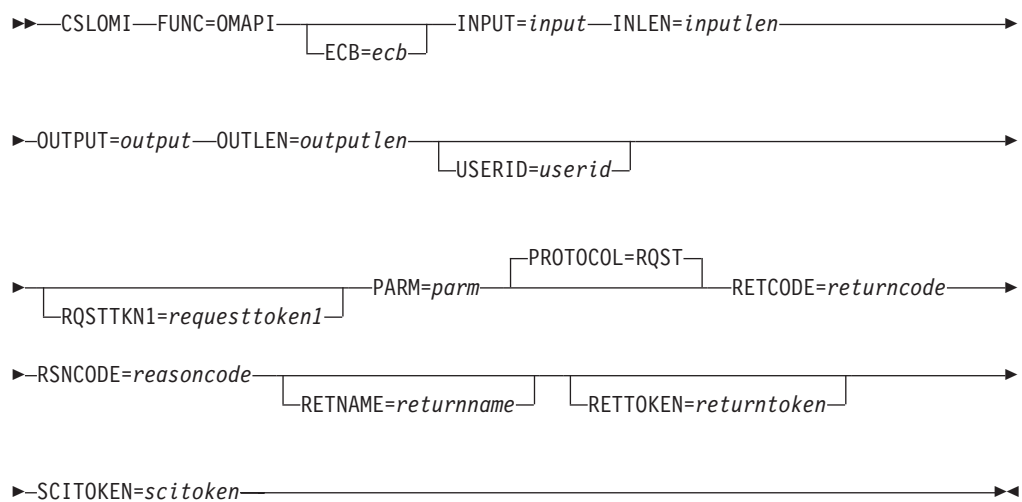 CSLOMI FUNC=OMAPI INPUT=input INLEN=inputlen
ECB=ecb
OUTPUT=output OUTLEN=outputlen
USERID=userid
PROTOCOL=RQST
PARM=parm RETCODE=returncode
RQSTTKN1=requesttoken1
RSNCODE=reasoncode
RETNAME=returnname RETTOKEN=returntoken
SCITOKEN=scitoken